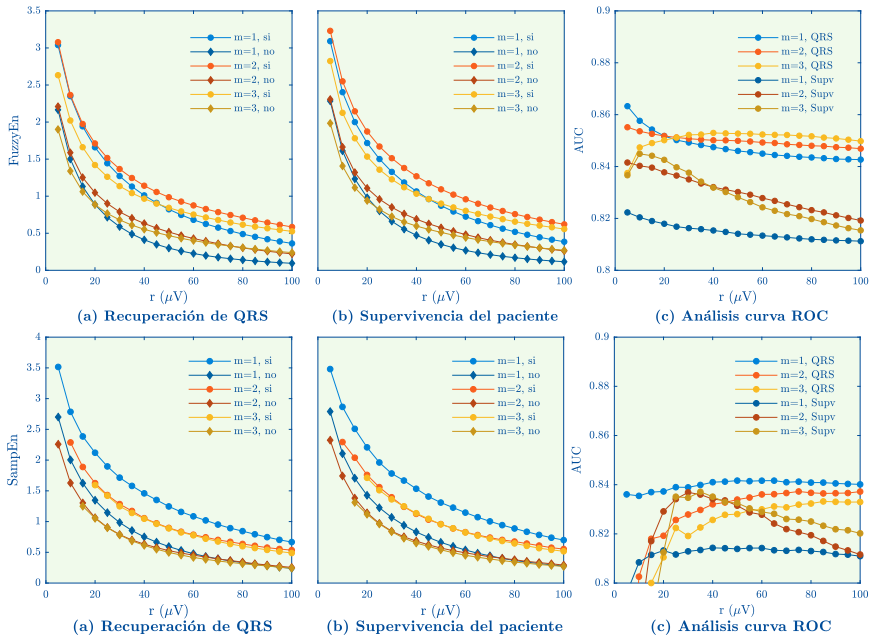 FuzzyEn
3.5
3
2.5
2
1.5
1
0.5
0
m=1, si
m=1, no
m=2, si
m=2, no
m=3, si
m=3, no
0 20 40 60 80 100
r (μV)
(a) Recuperación de QRS
m=1, si
m=1, no
m=2, si
m=2, no
m=3, si
m=3, no
0 20 40 60 80 100
r (μV)
(b) Supervivencia del paciente
AUC
0.9
0.88
0.86
0.84
0.82
0.8
m=1, QRS
m=2, QRS
m=3, QRS
m=1, Supv
m=2, Supv
m=3, Supv
0 20 40 60 80 100
r (μV)
(c) Análisis curva ROC
SampEn
4
3.5
3
2.5
2
1.5
1
0.5
0
m=1, si
m=1, no
m=2, si
m=2, no
m=3, si
m=3, no
0 20 40 60 80 100
r (μV)
(a) Recuperación de QRS
m=1, si
m=1, no
m=2, si
m=2, no
m=3, si
m=3, no
0 20 40 60 80 100
r (μV)
(b) Supervivencia del paciente
AUC
0.9
0.88
0.86
0.84
0.82
0.8
m=1, QRS
m=2, QRS
m=3, QRS
m=1, Supv
m=2, Supv
m=3, Supv
0 20 40 60 80 100
r (μV)
(c) Análisis curva ROC